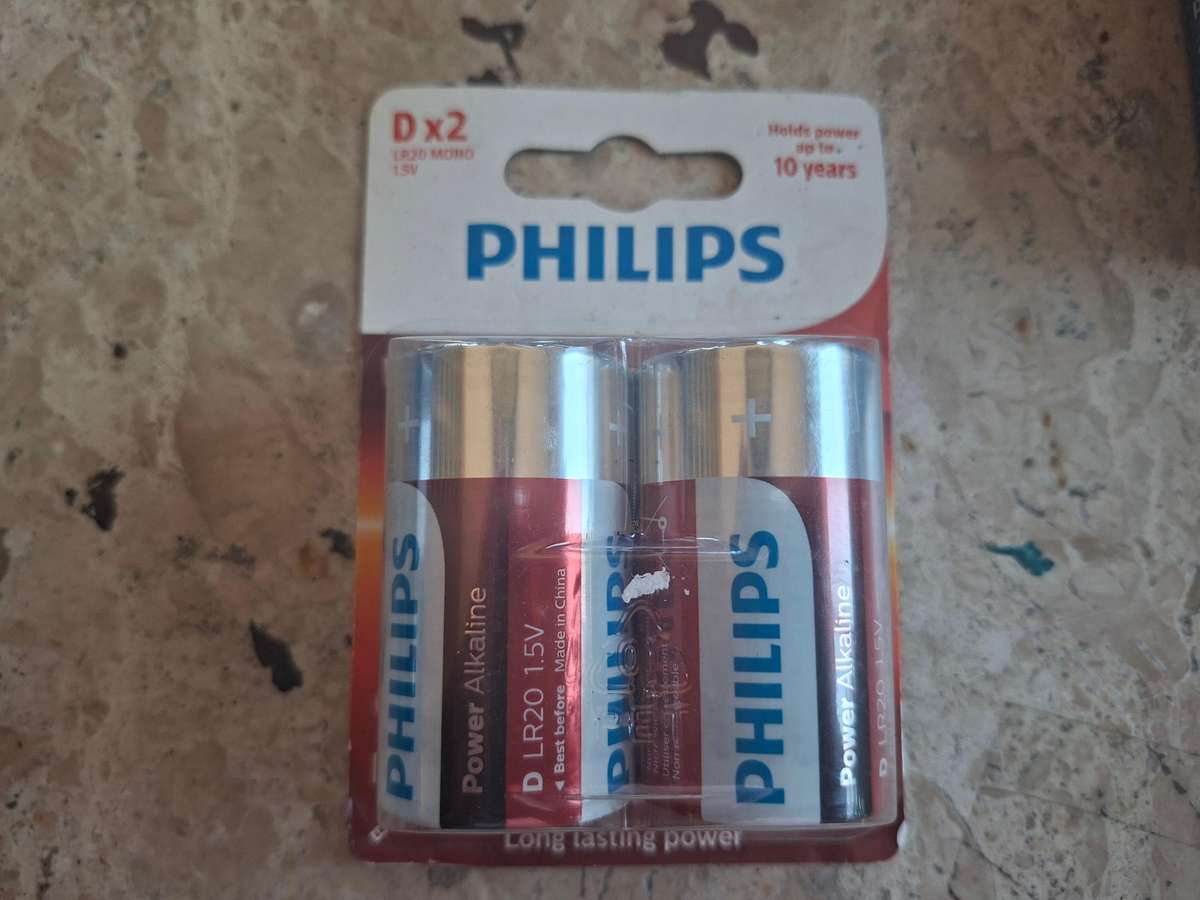 D x2
LR20 MONO
1.5V
Holds power
up to
10 years
PHILIPS
+
+
PHILIPS
Power Alkaline
D LR20 1.5V
◄ Best before Made in China
PHILIPS
PHILIPS
Power Alkaline
D LR20 1.5V
Long lasting power